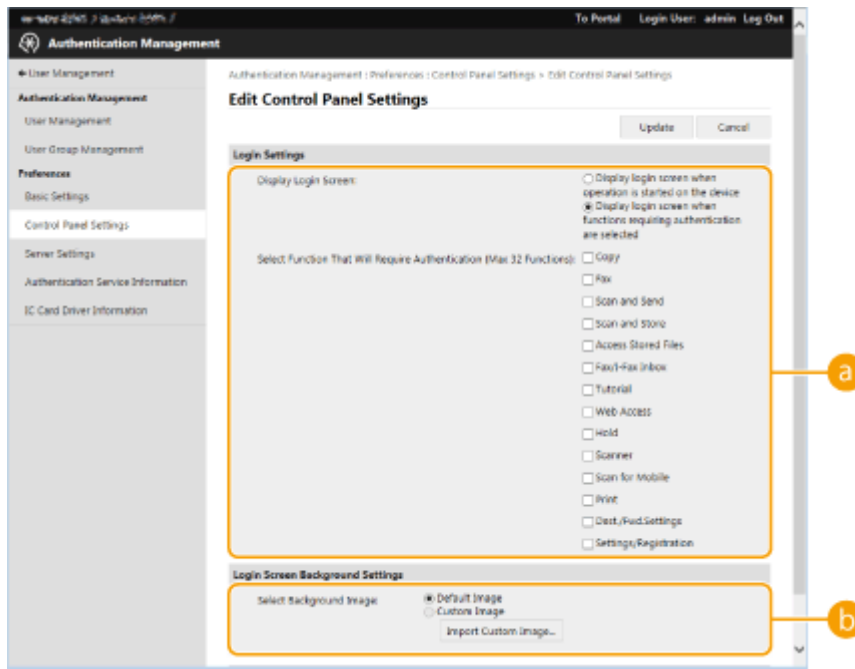 To Portal Login User: admin Log Out
Authentication Management
User Management
Authentication Management : Preferences : Control Panel Settings > Edit Control Panel Settings
Authentication Management
User Management
User Group Management
Preferences
Basic Settings
Control Panel Settings
Server Settings
Authentication Service Information
IC Card Driver Information
Edit Control Panel Settings
Update Cancel
Login Settings
Display Login Screen:
Display login screen when
operation is started on the device
Display login screen when
functions requiring authentication
are selected
Select Function That Will Require Authentication (Max 32 Functions):
Copy
Fax
Scan and Send
Scan and Store
Access Stored Files
Fax/I-Fax Inbox
Tutorial
Web Access
Hold
Scanner
Scan for Mobile
Print
Dest./Fwd.Settings
Settings/Registration
a
Login Screen Background Settings
Select Background Image:
Default Image
Custom Image
Import Custom Image...
b